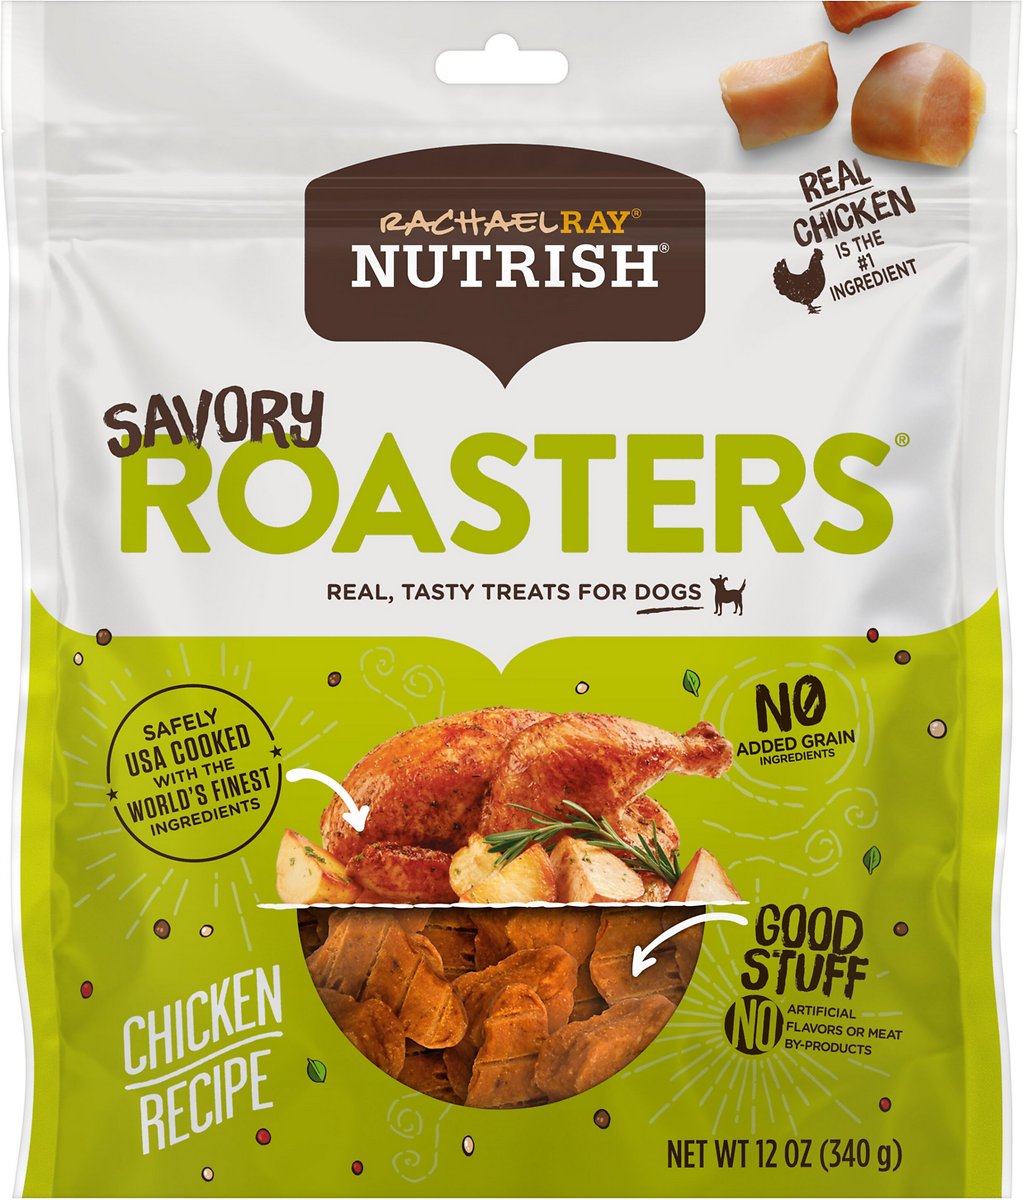 RACHAELRAY®
NUTRISH®
REAL
CHICKEN
IS THE
#1
INGREDIENT
SAVORY
ROASTERS®
REAL, TASTY TREATS FOR DOGS
SAFELY
USA COOKED
WITH THE
WORLD'S FINEST
INGREDIENTS
NO
ADDED GRAIN
INGREDIENTS
GOOD
STUFF
NO
ARTIFICIAL
FLAVORS OR MEAT
BY-PRODUCTS
CHICKEN
RECIPE
NET WT 12 OZ (340 g)